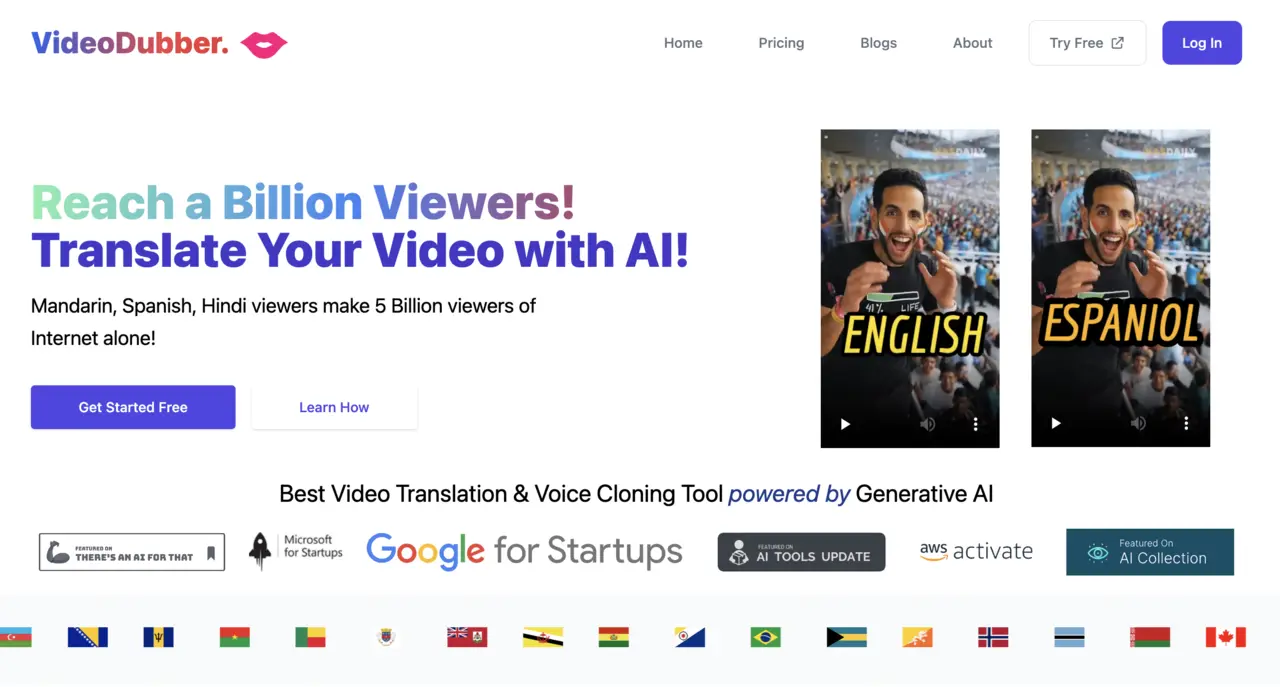 VideoDubber.
Home
Pricing
Blogs
About
Try Free
Log In
Reach a Billion Viewers!
Translate Your Video with AI!
Mandarin, Spanish, Hindi viewers make 5 Billion viewers of
Internet alone!
Get Started Free
Learn How
DAILY
41% LIFE
ENGLISH
ESPANIOL
Best Video Translation & Voice Cloning Tool powered by Generative AI
FEATURED ON
THERE'S AN AI FOR THAT
Microsoft
for Startups
Google for Startups
FEATURED ON
AI TOOLS UPDATE
aws activate
Featured On
AI Collection